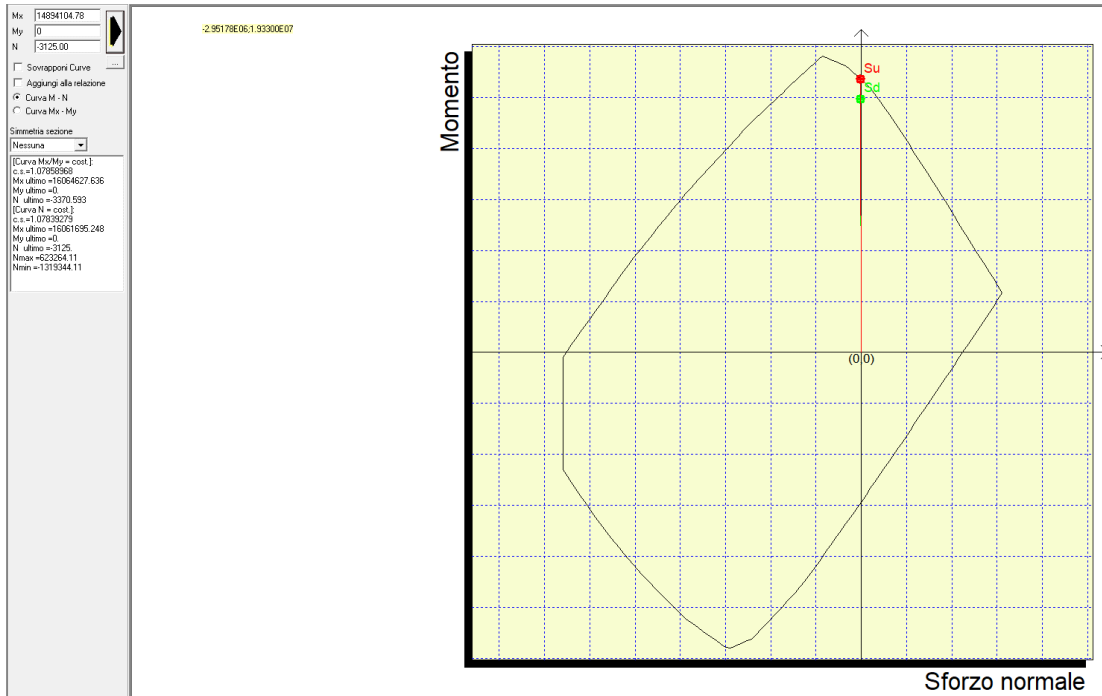 Mx 14894104.78
My 0
N -3125.00
...
Sovrapponi Curve
Aggiungi alla relazione
Curva M - N
Curva Mx - My
Simmetria sezione
Nessuna
[Curva Mx/My = cost.]:
c.s.=1.07858968
Mx ultimo =16064627.636
My ultimo =0.
N ultimo =-3370.593
[Curva N = cost.]:
c.s.=1.07839279
Mx ultimo =16061695.248
My ultimo =0.
N ultimo =-3125.
Nmax =623264.11
Nmin =-1319344.11
-2.95178E06;1.93300E07
Momento
Su
Sd
(0,0)
Sforzo normale